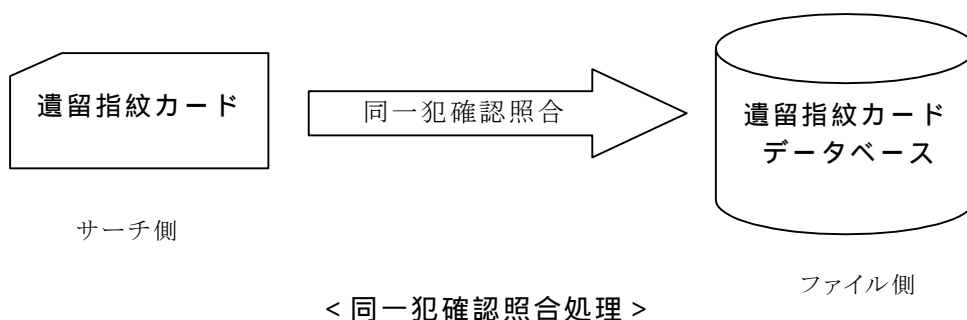 遺留指紋カード
同一犯確認照合
遺留指紋カード
データベース
サーチ側
ファイル側
<同一犯確認照合処理>